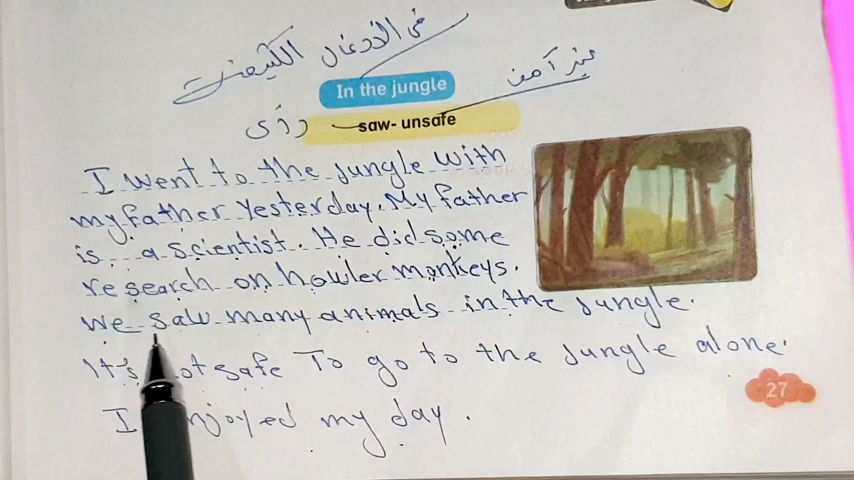 في الادغال الكثيفة
غير آمن
In the jungle
رأى
saw- unsafe
I went to the jungle with
my father yesterday. My father
is a scientist. He did some
research on howler monkeys.
We saw many animals in the jungle.
It's not safe To go to the jungle alone.
I enjoyed my day.
27